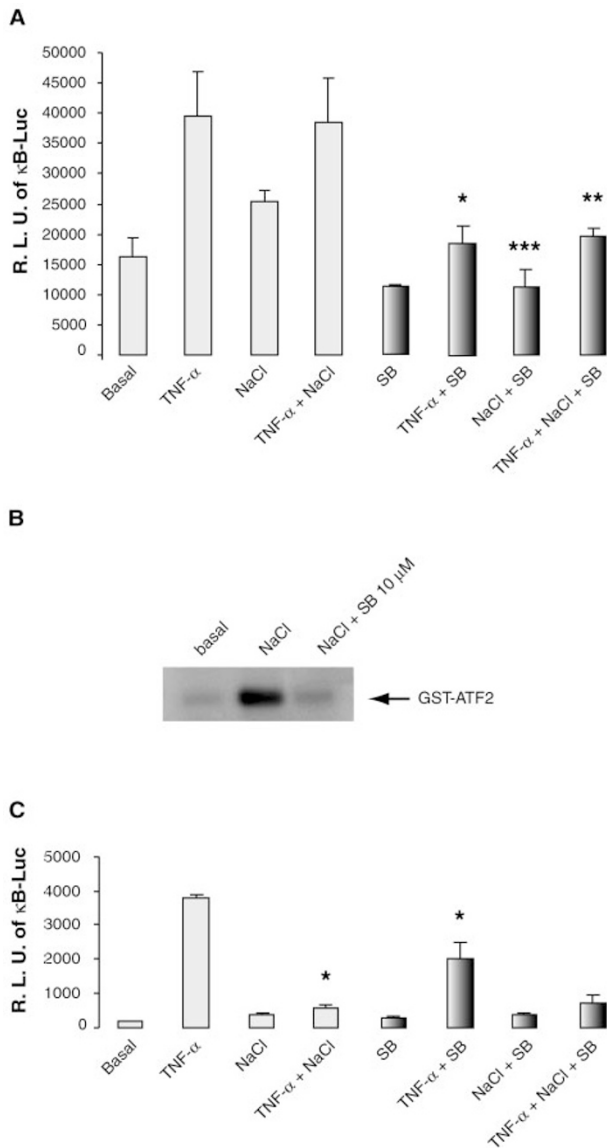 A
R. L. U. of κB-Luc
50000
45000
40000
35000
30000
25000
20000
15000
10000
5000
0
*
***
**
Basal
TNF-α
NaCl
TNF-α + NaCl
SB
TNF-α + SB
NaCl + SB
TNF-α + NaCl + SB
B
basal
NaCl
NaCl + SB 10 μM
GST-ATF2
C
R. L. U. of κB-Luc
5000
4000
3000
2000
1000
0
*
*
Basal
TNF-α
NaCl
TNF-α + NaCl
SB
TNF-α + SB
NaCl + SB
TNF-α + NaCl + SB